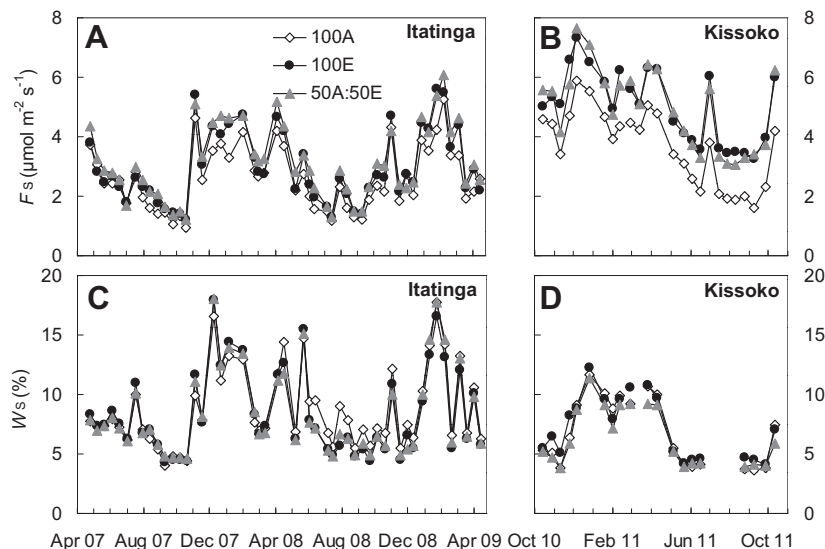 A
Itatinga
100A
100E
50A:50E
B
Kissoko
8
6
4
2
0
8
6
4
2
0
F S (µmol m⁻² s⁻¹)
C
Itatinga
D
Kissoko
20
15
10
5
0
20
15
10
5
0
W S (%)
Apr 07 Aug 07 Dec 07 Apr 08 Aug 08 Dec 08 Apr 09 Oct 10 Feb 11 Jun 11 Oct 11